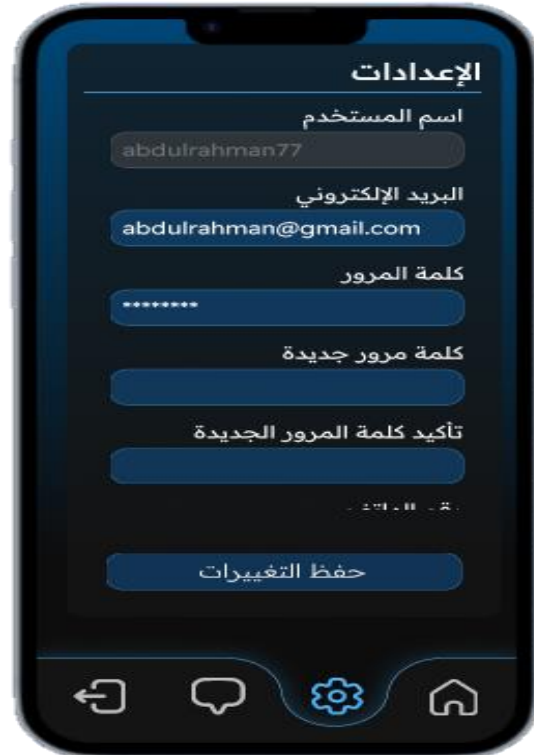 الإعدادات
اسم المستخدم
abdulrahman77
البريد الإلكتروني
abdulrahman@gmail.com
كلمة المرور
********
كلمة مرور جديدة
تأكيد كلمة المرور الجديدة
حفظ التغييرات